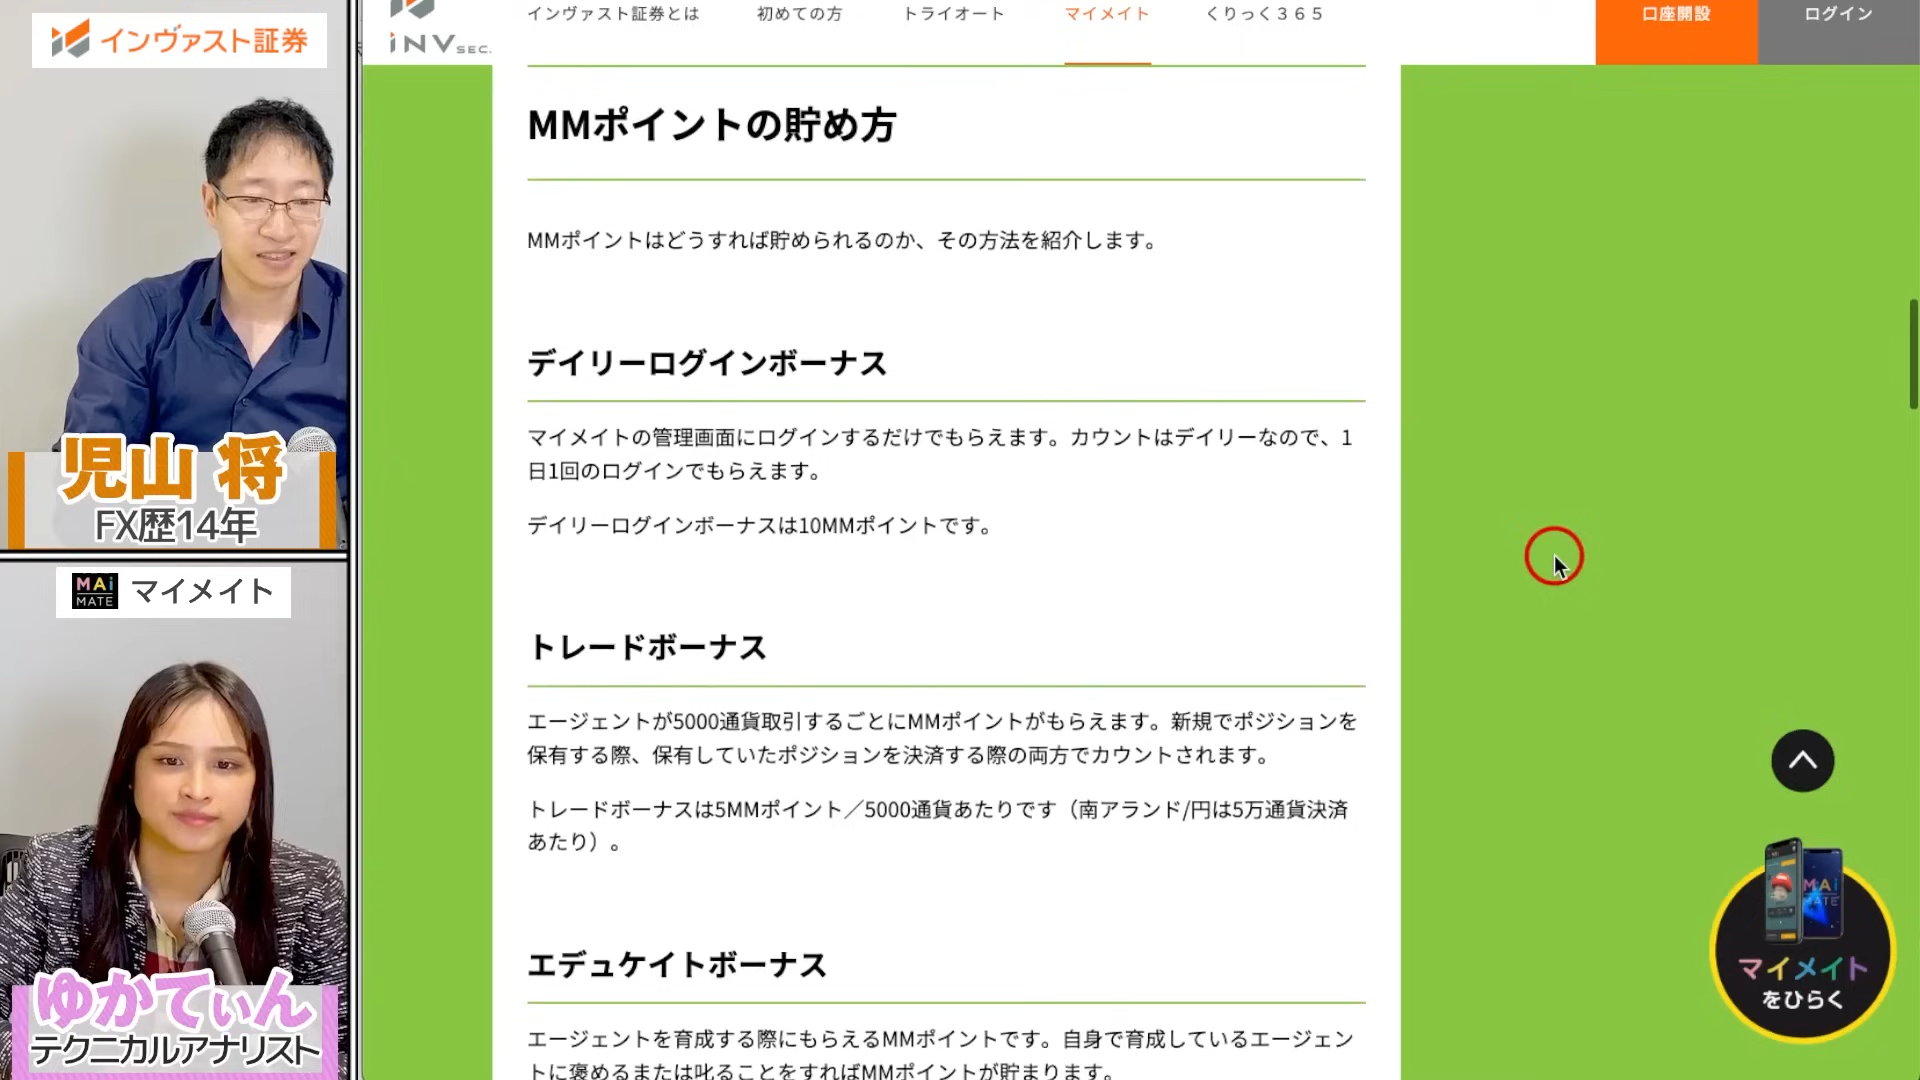 インヴァスト証券
児山 将
FX歴14年
MAi
MATE
マイメイト
ゆかてぃん
テクニカルアナリスト
iNV SEC.
インヴァスト証券とは
初めての方
トライオート
マイメイト
くりっく365
口座開設
ログイン
MMポイントの貯め方
MMポイントはどうすれば貯められるのか、その方法を紹介します。
デイリーログインボーナス
マイメイトの管理画面にログインするだけでもらえます。カウントはデイリーなので、1
日1回のログインでもらえます。
デイリーログインボーナスは10MMポイントです。
トレードボーナス
エージェントが5000通貨取引するごとにMMポイントがもらえます。新規でポジションを
保有する際、保有していたポジションを決済する際の両方でカウントされます。
トレードボーナスは5MMポイント／5000通貨あたりです（南アランド/円は5万通貨決済
あたり）。
エデュケイトボーナス
エージェントを育成する際にもらえるMMポイントです。自身で育成しているエージェン
トに褒めるまたは叱ることをすればMMポイントが貯まります。
MAi
MATE
マイメイト
をひらく